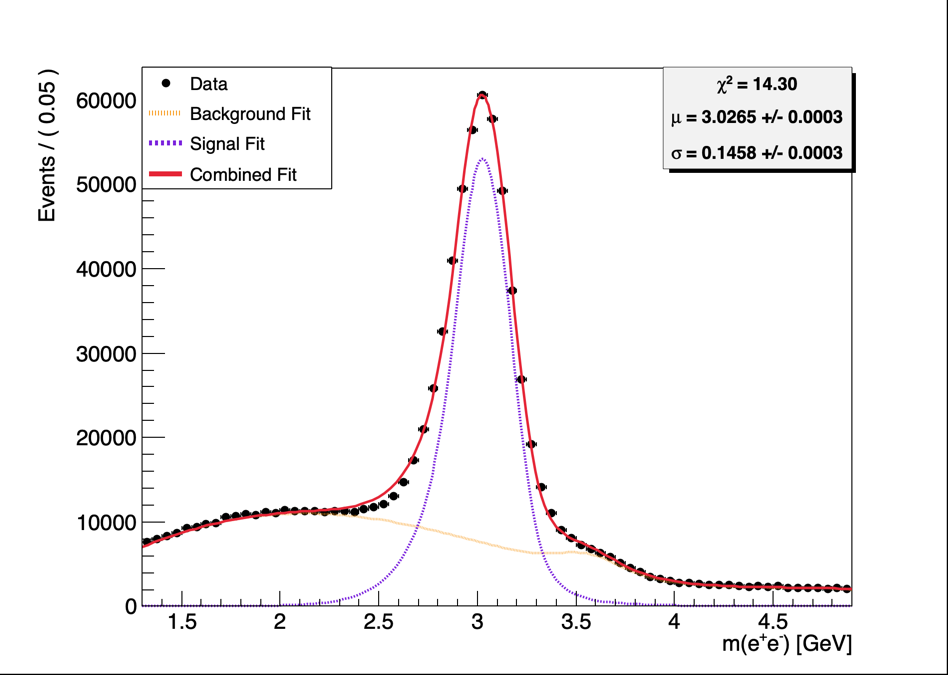 Events / ( 0.05 )
Data
Background Fit
Signal Fit
Combined Fit
χ² = 14.30
μ = 3.0265 +/- 0.0003
σ = 0.1458 +/- 0.0003
60000
50000
40000
30000
20000
10000
0
1.5 2 2.5 3 3.5 4 4.5
m(e⁺e⁻) [GeV]